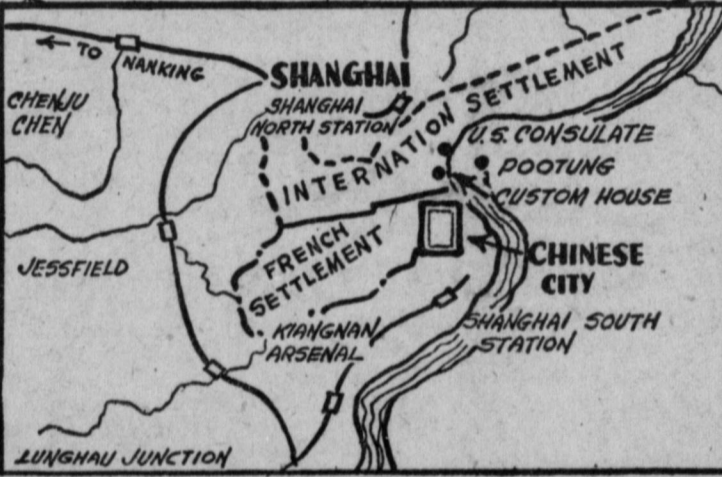 ← TO NANKING
SHANGHAI
CHENJU
CHEN
SHANGHAI
NORTH STATION
INTERNATION SETTLEMENT
U.S. CONSULATE
POOTUNG
CUSTOM HOUSE
FRENCH
SETTLEMENT
CHINESE
CITY
JESSFIELD
KIANGNAN
ARSENAL
SHANGHAI SOUTH
STATION
LUNGHAU JUNCTION